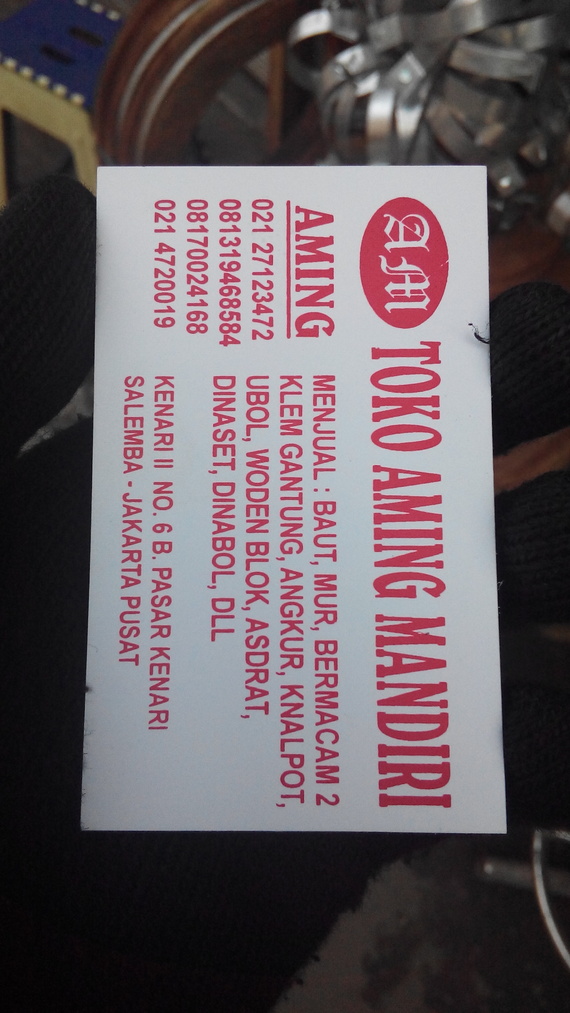 AM
TOKO AMING MANDIRI
AMING
021 27123472
081319468584
08170024168
021 4720019
MENJUAL : BAUT, MUR, BERMACAM 2
KLEM GANTUNG, ANGKUR, KNALPOT,
UBOL, WODEN BLOK, ASDRAT,
DINASET, DINABOL, DLL
KENARI II NO. 6 B. PASAR KENARI
SALEMBA - JAKARTA PUSAT